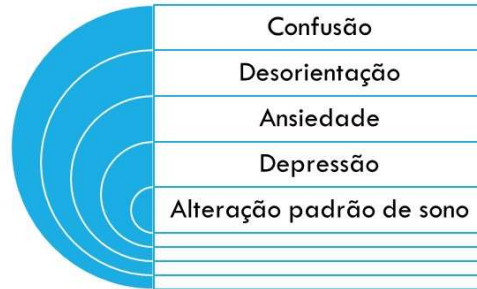 Confusão
Desorientação
Ansiedade
Depressão
Alteração padrão de sono